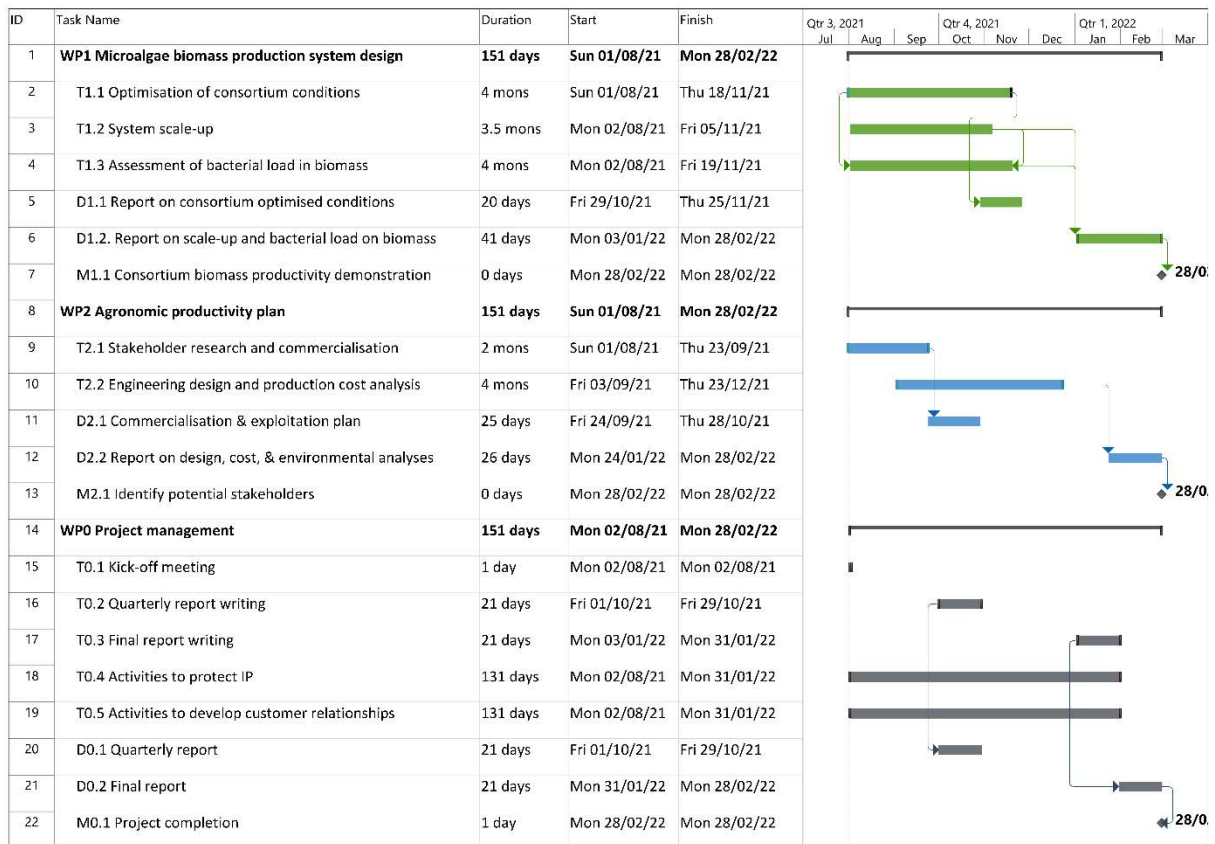 ID Task Name Duration Start Finish Qtr 3, 2021 Qtr 4, 2021 Qtr 1, 2022
Jul Aug Sep Oct Nov Dec Jan Feb Mar
1 WP1 Microalgae biomass production system design 151 days Sun 01/08/21 Mon 28/02/22
2 T1.1 Optimisation of consortium conditions 4 mons Sun 01/08/21 Thu 18/11/21
3 T1.2 System scale-up 3.5 mons Mon 02/08/21 Fri 05/11/21
4 T1.3 Assessment of bacterial load in biomass 4 mons Mon 02/08/21 Fri 19/11/21
5 D1.1 Report on consortium optimised conditions 20 days Fri 29/10/21 Thu 25/11/21
6 D1.2. Report on scale-up and bacterial load on biomass 41 days Mon 03/01/22 Mon 28/02/22
7 M1.1 Consortium biomass productivity demonstration 0 days Mon 28/02/22 Mon 28/02/22 28/0
8 WP2 Agronomic productivity plan 151 days Sun 01/08/21 Mon 28/02/22
9 T2.1 Stakeholder research and commercialisation 2 mons Sun 01/08/21 Thu 23/09/21
10 T2.2 Engineering design and production cost analysis 4 mons Fri 03/09/21 Thu 23/12/21
11 D2.1 Commercialisation & exploitation plan 25 days Fri 24/09/21 Thu 28/10/21
12 D2.2 Report on design, cost, & environmental analyses 26 days Mon 24/01/22 Mon 28/02/22
13 M2.1 Identify potential stakeholders 0 days Mon 28/02/22 Mon 28/02/22 28/0
14 WP0 Project management 151 days Mon 02/08/21 Mon 28/02/22
15 T0.1 Kick-off meeting 1 day Mon 02/08/21 Mon 02/08/21
16 T0.2 Quarterly report writing 21 days Fri 01/10/21 Fri 29/10/21
17 T0.3 Final report writing 21 days Mon 03/01/22 Mon 31/01/22
18 T0.4 Activities to protect IP 131 days Mon 02/08/21 Mon 31/01/22
19 T0.5 Activities to develop customer relationships 131 days Mon 02/08/21 Mon 31/01/22
20 D0.1 Quarterly report 21 days Fri 01/10/21 Fri 29/10/21
21 D0.2 Final report 21 days Mon 31/01/22 Mon 28/02/22
22 M0.1 Project completion 1 day Mon 28/02/22 Mon 28/02/22 28/0